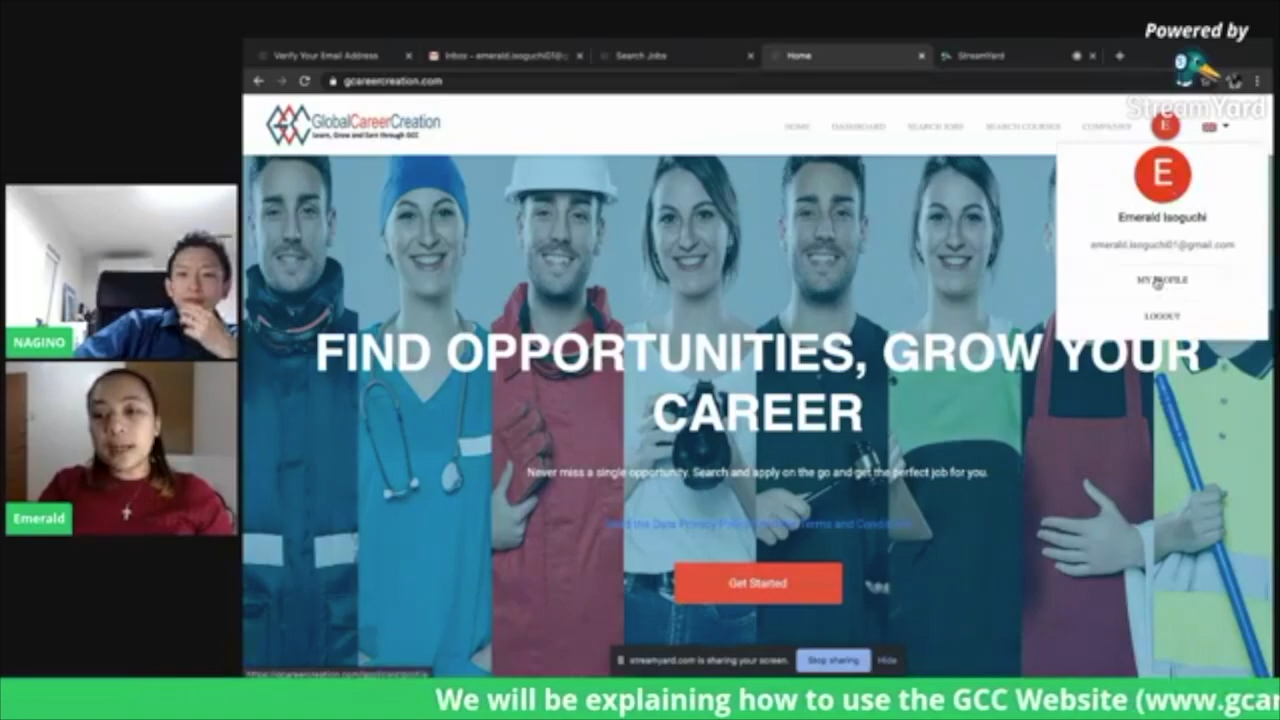 Powered by
StreamYard
Verify Your Email Address
Search Jobs
Home
StreamYard
gcareercreation.com
GlobalCareerCreation
Learn, Grow and Earn through GCC
HOME
DASHBOARD
SEARCH JOBS
SEARCH COURSES
COMPANIES
E
E
Emerald Isoguchi
emerald.isoguchi01@gmail.com
MY PROFILE
LOGOUT
FIND OPPORTUNITIES, GROW YOUR
CAREER
Never miss a single opportunity. Search and apply on the go and get the perfect job for you.
Get Started
streamyard.com is sharing your screen.
Stop sharing
Hide
NAGINO
Emerald
We will be explaining how to use the GCC Website (www.gcar